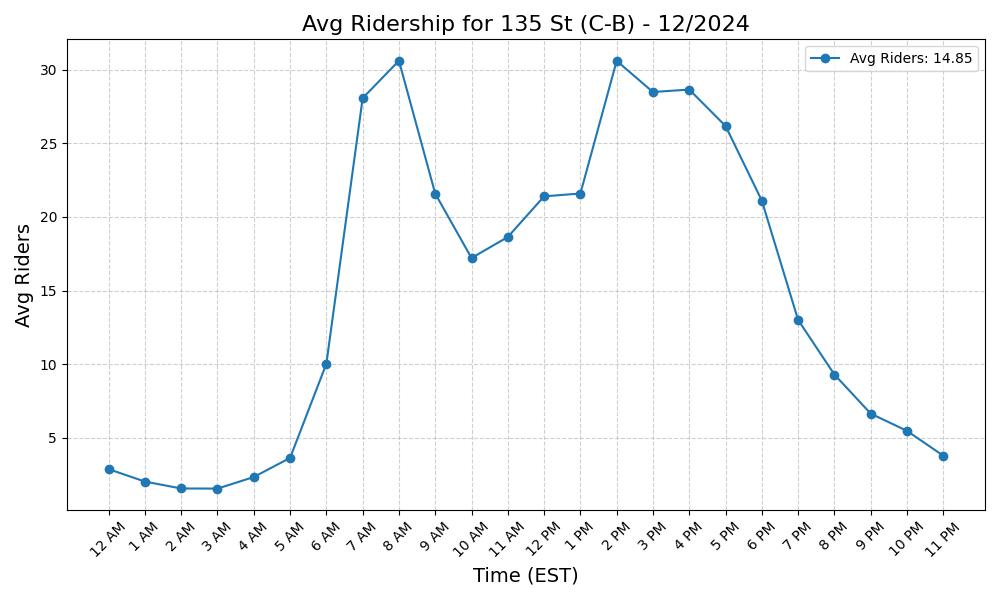 Avg Ridership for 135 St (C-B) - 12/2024
Avg Riders: 14.85
Avg Riders
30
25
20
15
10
5
12 AM
1 AM
2 AM
3 AM
4 AM
5 AM
6 AM
7 AM
8 AM
9 AM
10 AM
11 AM
12 PM
1 PM
2 PM
3 PM
4 PM
5 PM
6 PM
7 PM
8 PM
9 PM
10 PM
11 PM
Time (EST)